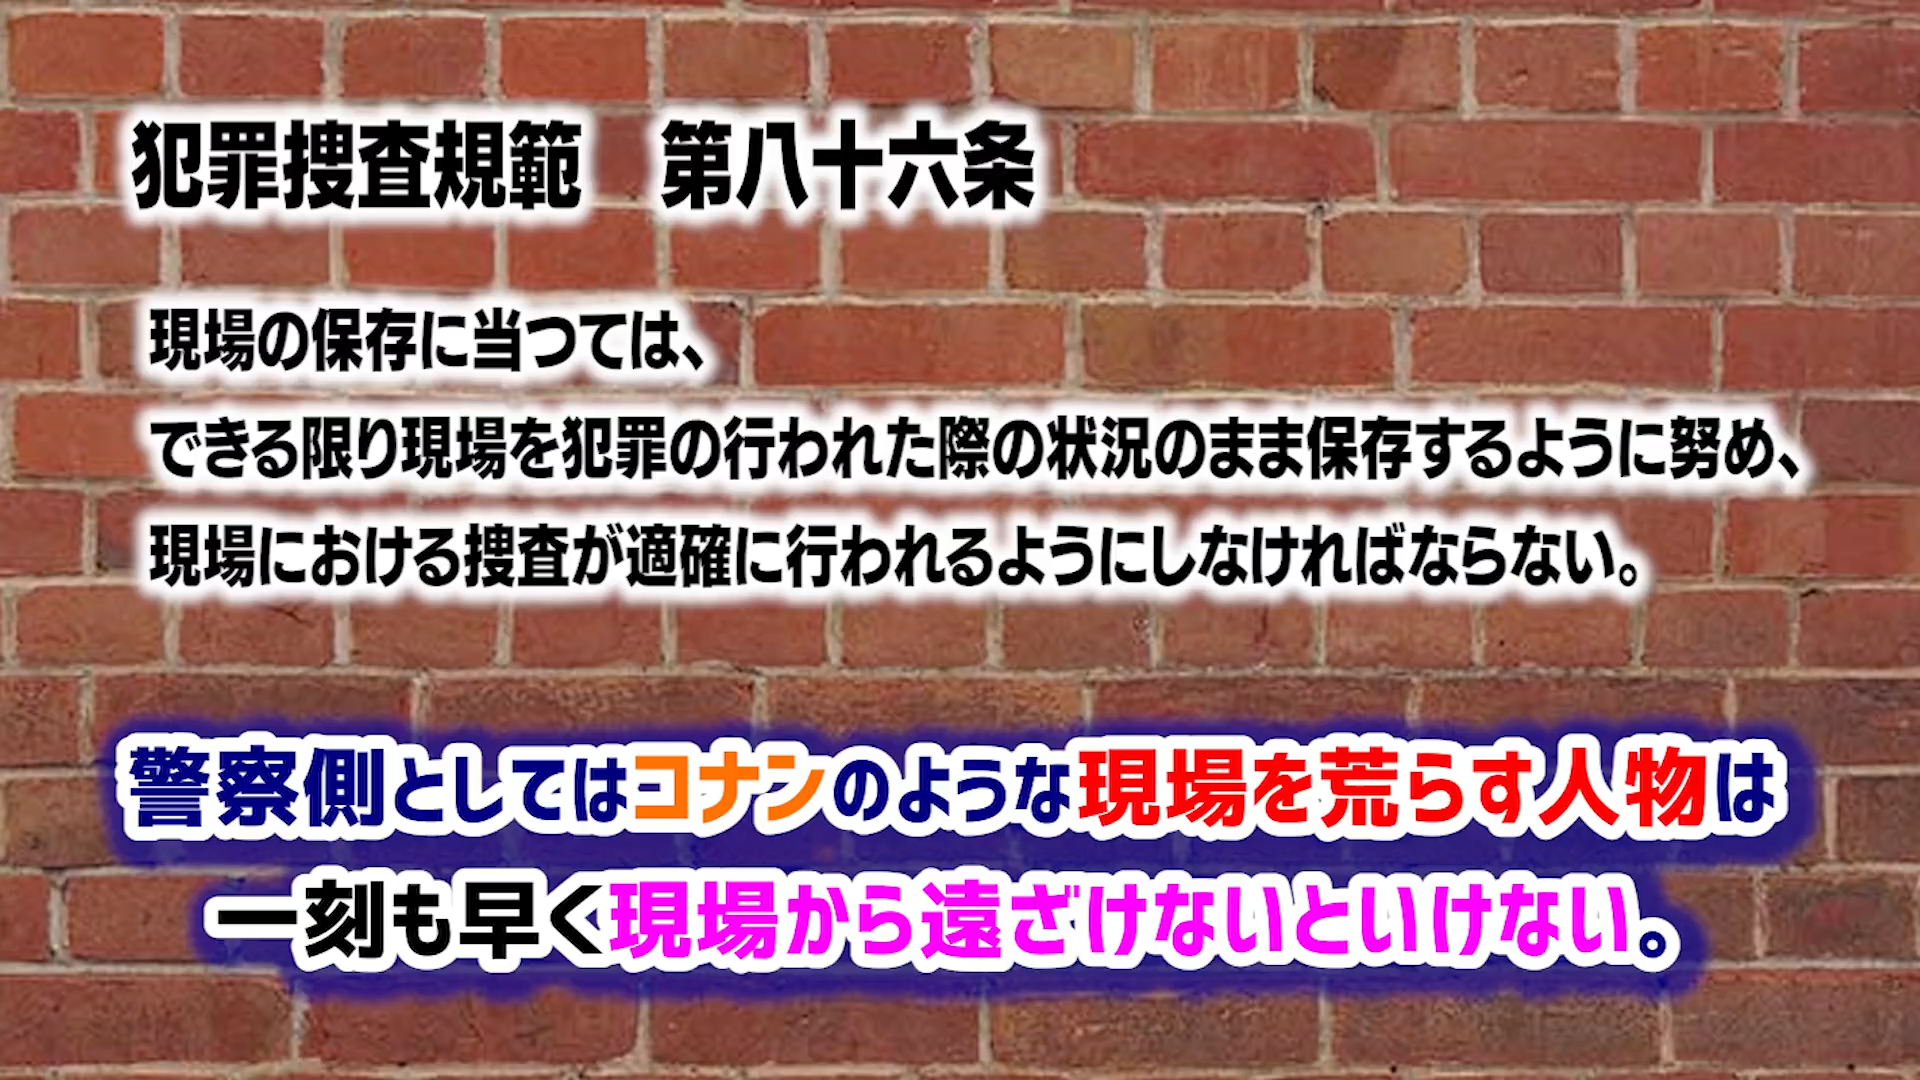 犯罪捜査規範　第八十六条
現場の保存に当つては、
できる限り現場を犯罪の行われた際の状況のまま保存するように努め、
現場における捜査が適確に行われるようにしなければならない。
警察側としてはコナンのような現場を荒らす人物は
一刻も早く現場から遠ざけないといけない。